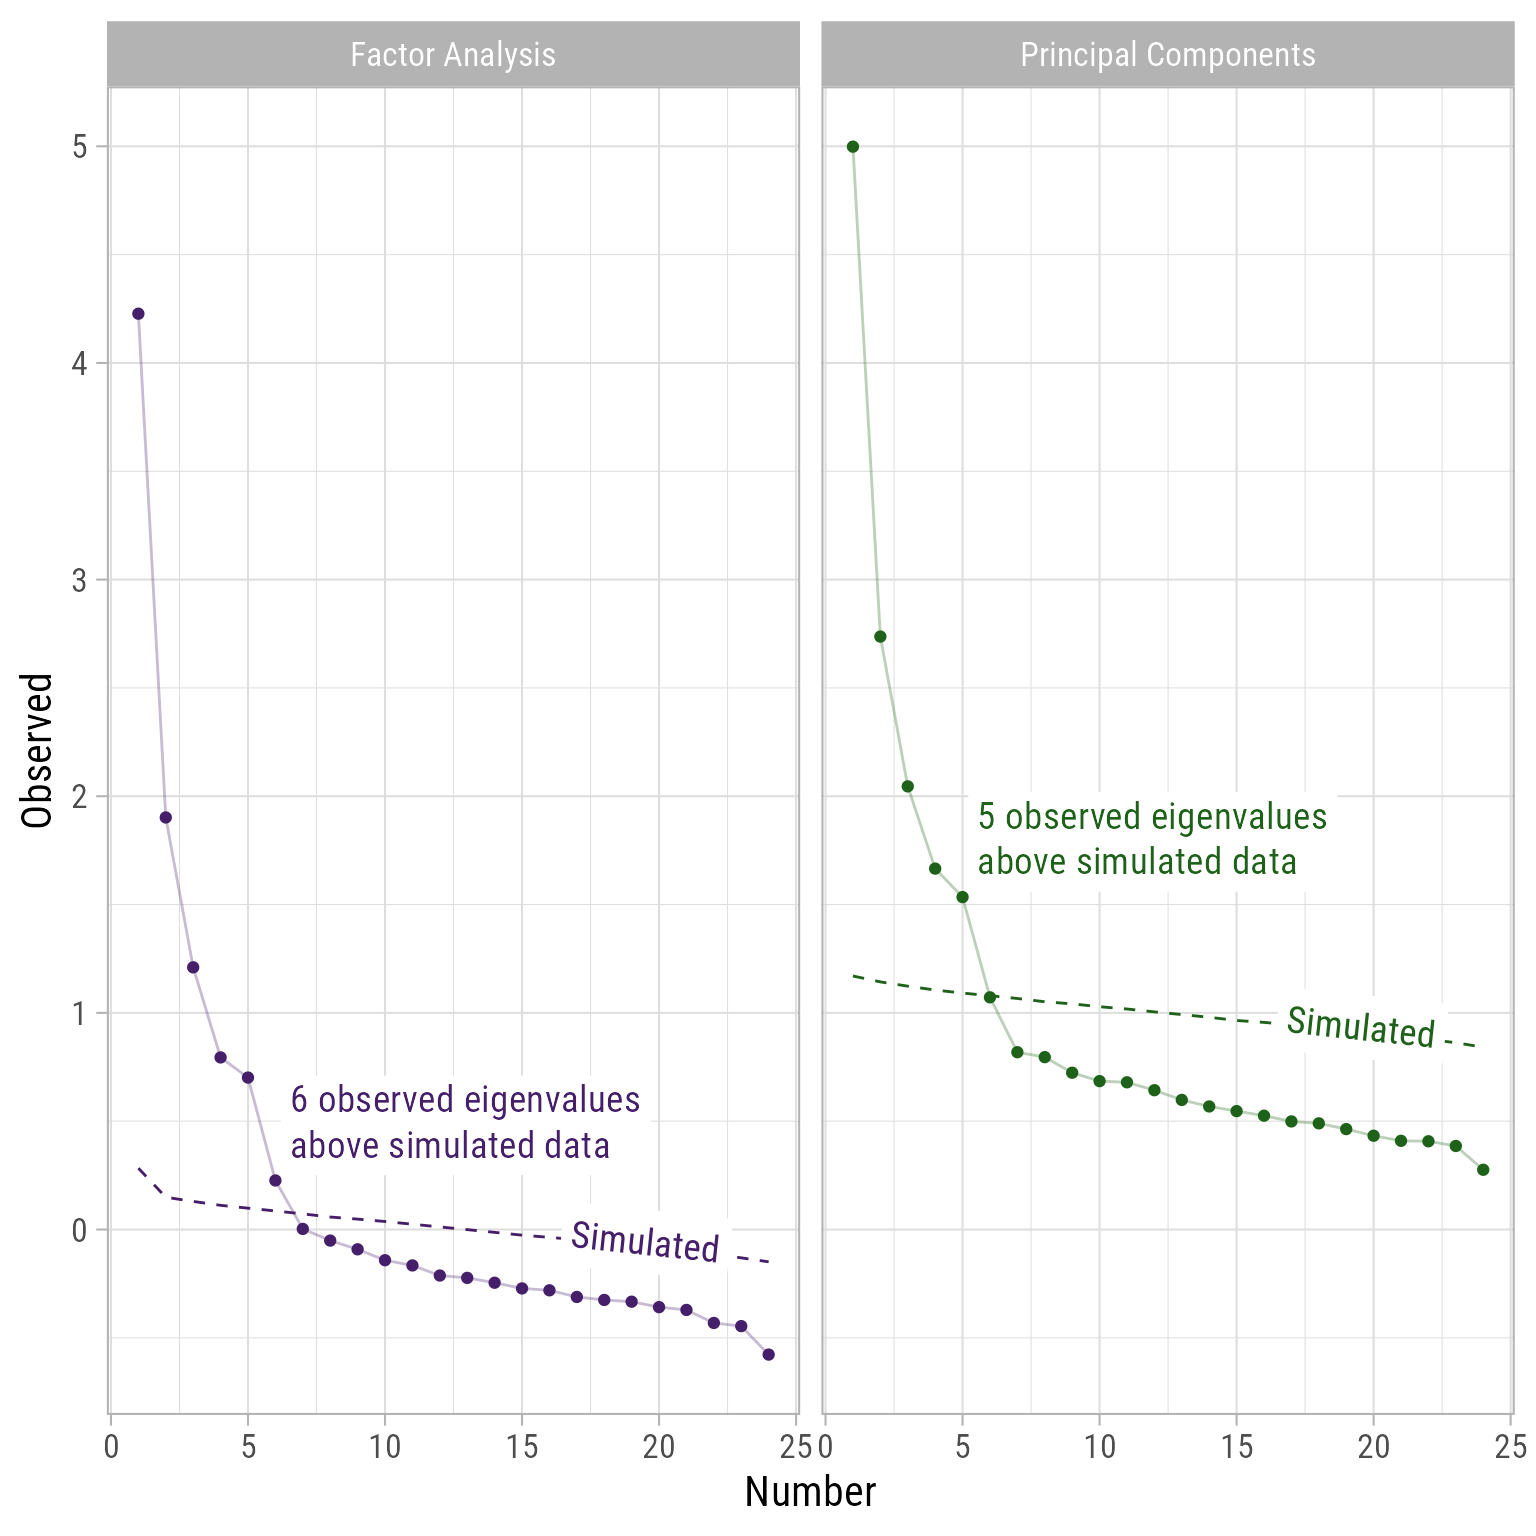 Factor Analysis
Principal Components
5
4
3
2
1
0
Observed
6 observed eigenvalues
above simulated data
Simulated
5 observed eigenvalues
above simulated data
Simulated
0 5 10 15 20 25
0 5 10 15 20 25
Number